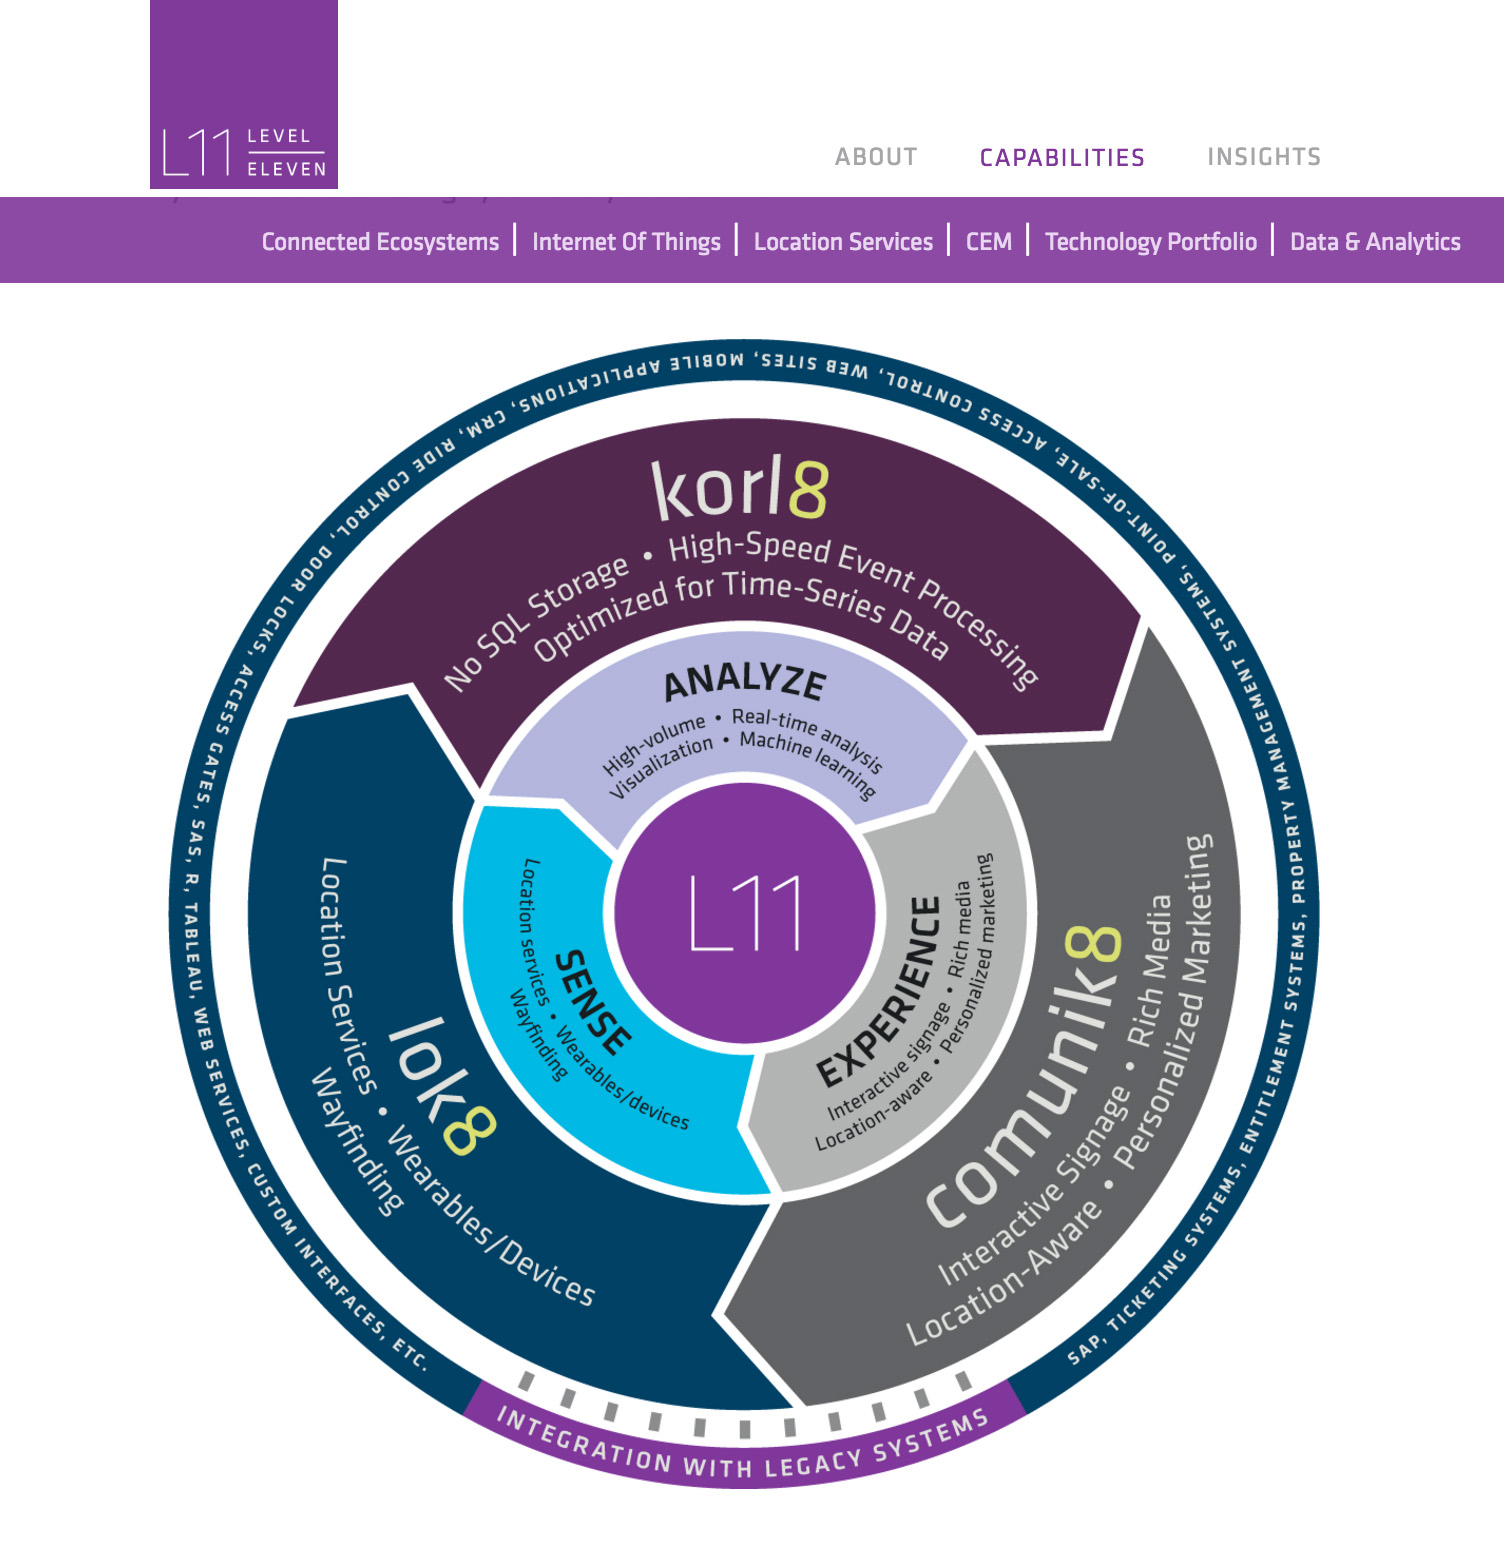 L11 LEVEL ELEVEN
ABOUT
CAPABILITIES
INSIGHTS
Connected Ecosystems | Internet Of Things | Location Services | CEM | Technology Portfolio | Data & Analytics
SAP, TICKETING SYSTEMS, ENTITLEMENT SYSTEMS, PROPERTY MANAGEMENT SYSTEMS, POINT-OF-SALE, ACCESS CONTROL, WEB SITES, MOBILE APPLICATIONS, CRM, RIDE CONTROL, DOOR LOCKS, ACCESS GATES, SAS, R, TABLEAU, WEB SERVICES, CUSTOM INTERFACES, ETC.
korl8
No SQL Storage • High-Speed Event Processing
Optimized for Time-Series Data
ANALYZE
High-volume • Real-time analysis
Visualization • Machine learning
L11
SENSE
Location services • Wearables/devices
Wayfinding
EXPERIENCE
Interactive signage • Rich media
Location-aware • Personalized marketing
lok8
Location Services • Wearables/Devices
Wayfinding
comunik8
Interactive Signage • Rich Media
Location-Aware • Personalized Marketing
INTEGRATION WITH LEGACY SYSTEMS